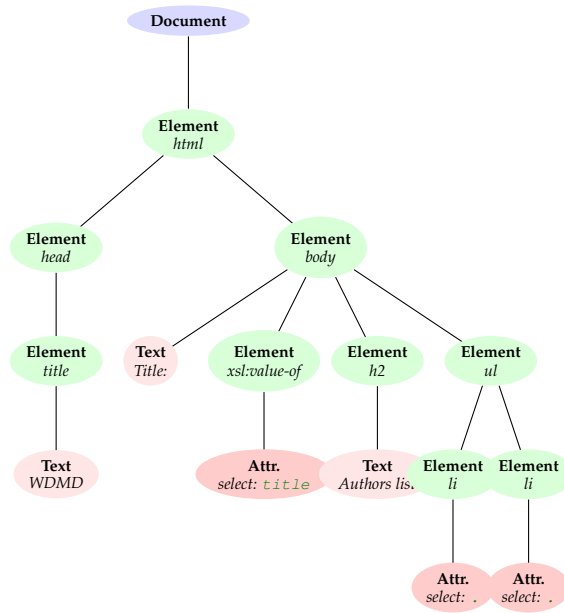 Document
Element
html
Element
head
Element
body
Element
title
Text
Title:
Element
xsl:value-of
Element
h2
Element
ul
Text
WDMD
Attr.
select: title
Text
Authors list
Element
li
Element
li
Attr.
select: .
Attr.
select: .